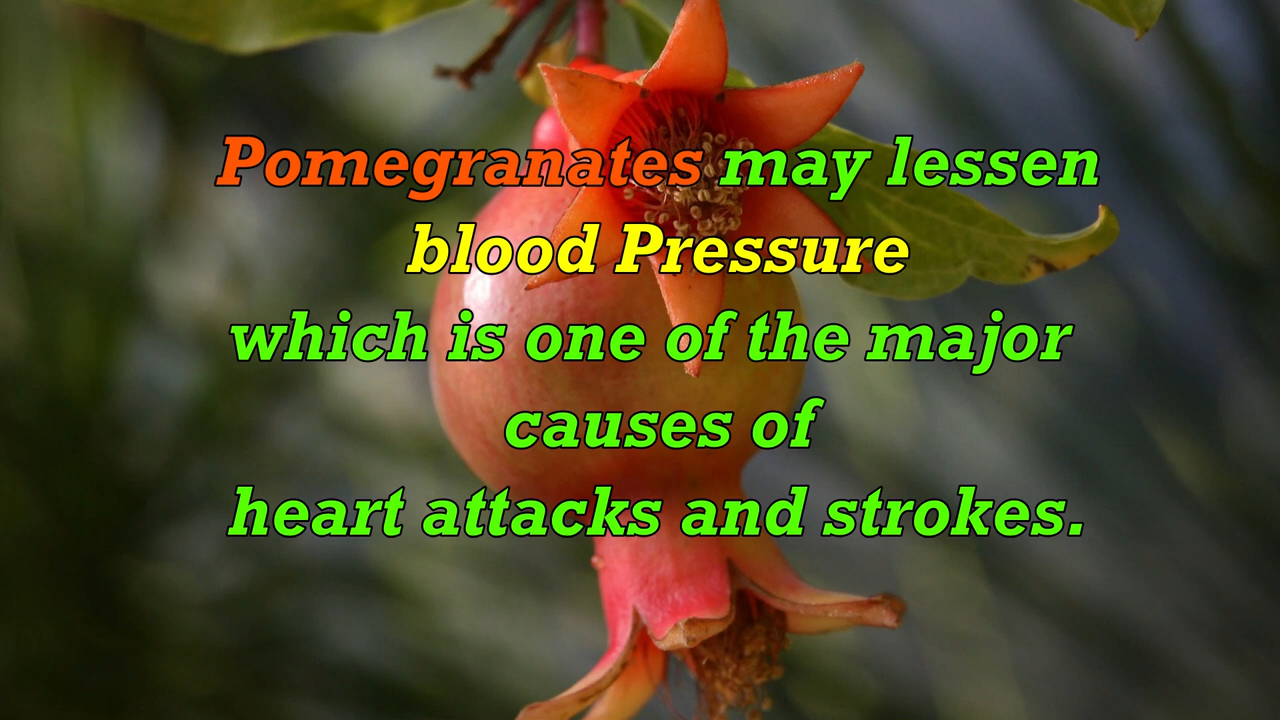 Pomegranates may lessen
blood Pressure
which is one of the major
causes of
heart attacks and strokes.